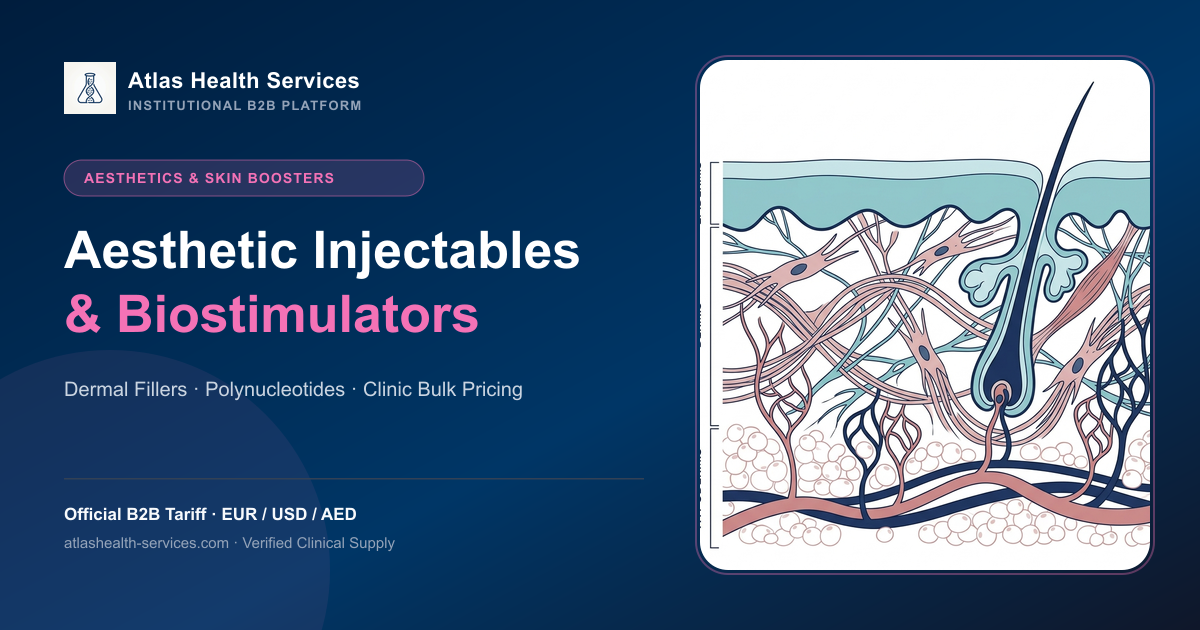 Atlas Health Services
INSTITUTIONAL B2B PLATFORM
AESTHETICS & SKIN BOOSTERS
Aesthetic Injectables
& Biostimulators
Dermal Fillers · Polynucleotides · Clinic Bulk Pricing
Official B2B Tariff · EUR / USD / AED
atlashealth-services.com · Verified Clinical Supply